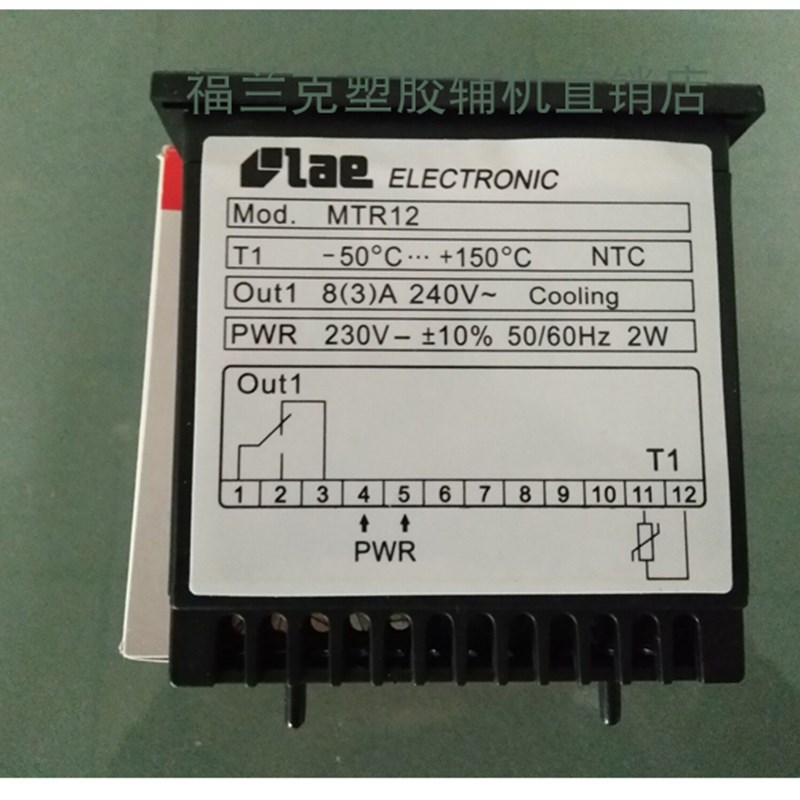 福兰克塑胶辅机直销店
lae ELECTRONIC
Mod. MTR12
T1 -50°C··· +150°C NTC
Out1 8(3)A 240V~ Cooling
PWR 230V– ±10% 50/60Hz 2W
Out1
T1
1 2 3 4 5 6 7 8 9 10 11 12
PWR